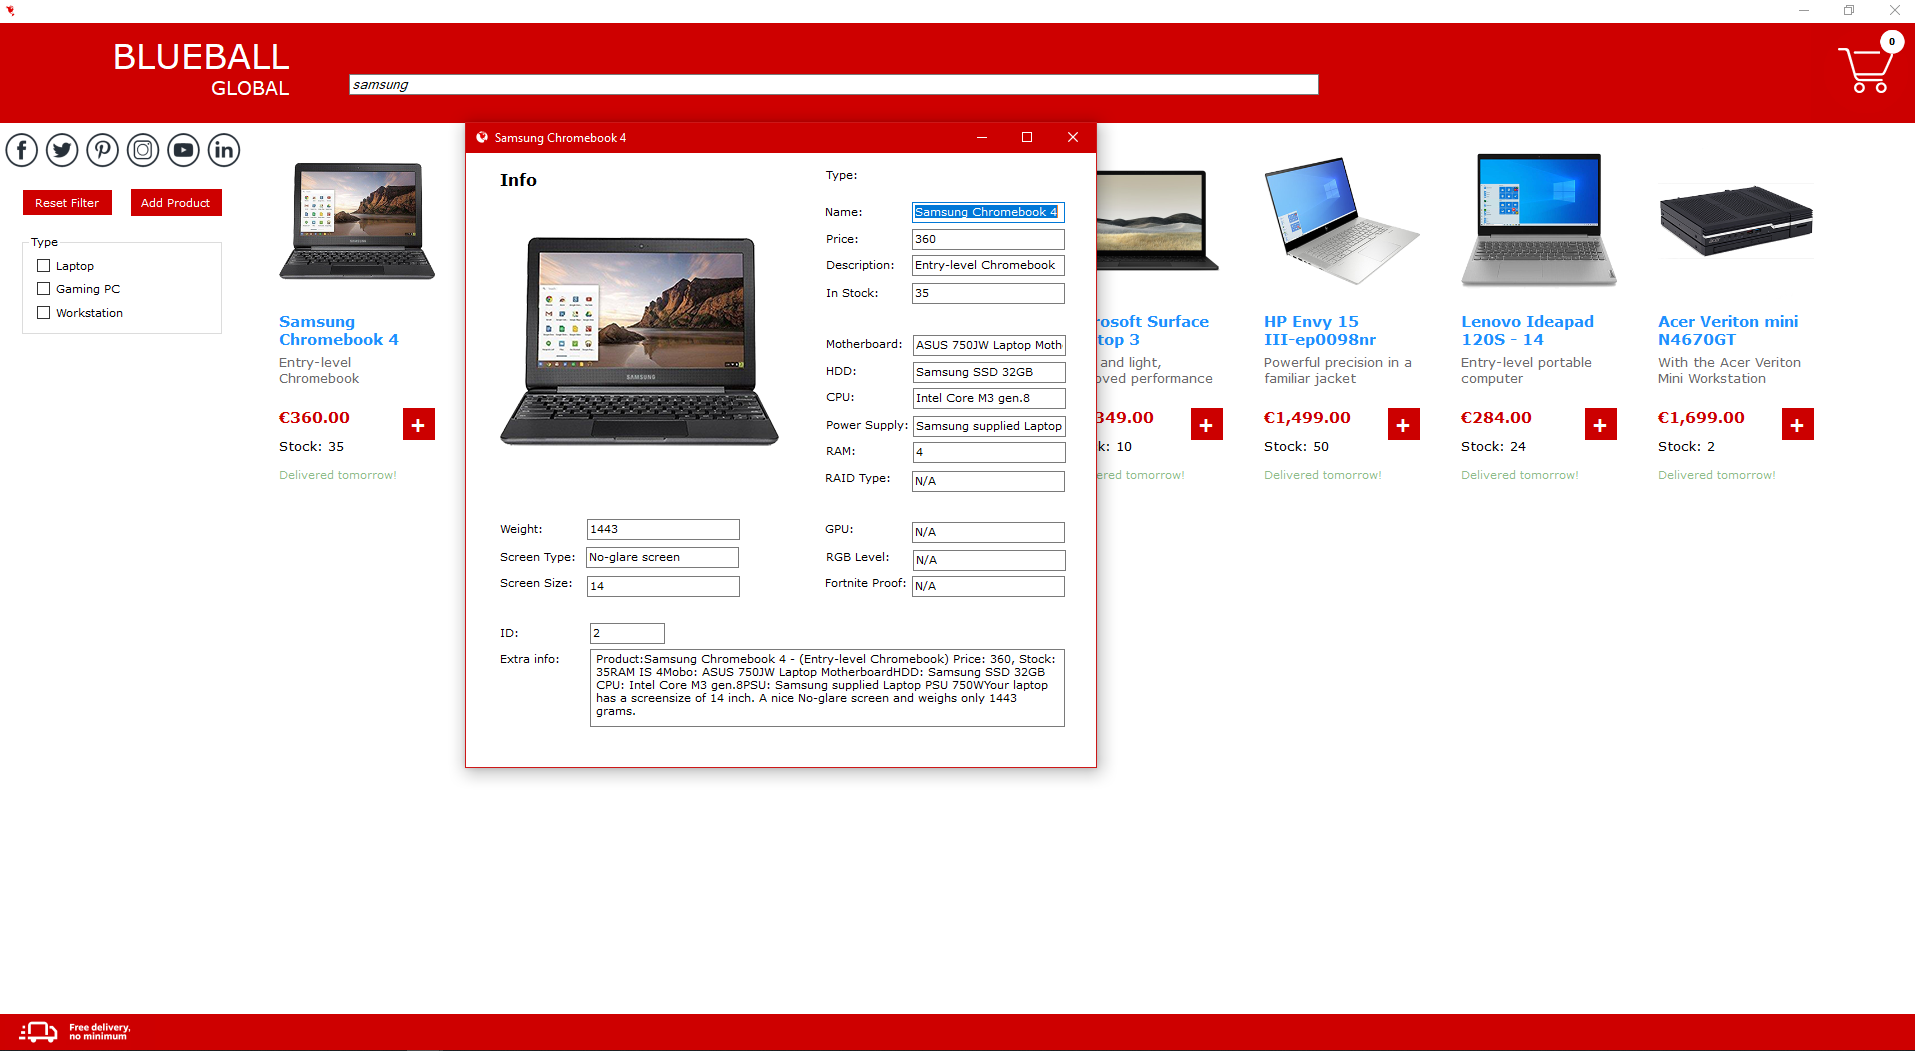 BLUEBALL
GLOBAL
samsung
0
Reset Filter
Add Product
Type
Laptop
Gaming PC
Workstation
Samsung
Chromebook 4
Entry-level
Chromebook
€360.00
+
Stock: 35
Delivered tomorrow!
Samsung Chromebook 4
Info
SAMSUNG
Type:
Name:
Samsung Chromebook 4
Price:
360
Description:
Entry-level Chromebook
In Stock:
35
Motherboard:
ASUS 750JW Laptop Moth
HDD:
Samsung SSD 32GB
CPU:
Intel Core M3 gen.8
Power Supply:
Samsung supplied Laptop
RAM:
4
RAID Type:
N/A
Weight:
1443
Screen Type:
No-glare screen
Screen Size:
14
GPU:
N/A
RGB Level:
N/A
Fortnite Proof:
N/A
ID:
2
Extra info:
Product:Samsung Chromebook 4 - (Entry-level Chromebook) Price: 360, Stock:
35RAM IS 4Mobo: ASUS 750JW Laptop MotherboardHDD: Samsung SSD 32GB
CPU: Intel Core M3 gen.8PSU: Samsung supplied Laptop PSU 750WYour laptop
has a screensize of 14 inch. A nice No-glare screen and weighs only 1443
grams.
rosoft Surface
top 3
and light,
oved performance
349.00
+
k: 10
ered tomorrow!
HP Envy 15
III-ep0098nr
Powerful precision in a
familiar jacket
€1,499.00
+
Stock: 50
Delivered tomorrow!
Lenovo Ideapad
120S - 14
Entry-level portable
computer
€284.00
+
Stock: 24
Delivered tomorrow!
Acer Veriton mini
N4670GT
With the Acer Veriton
Mini Workstation
€1,699.00
+
Stock: 2
Delivered tomorrow!
Free delivery,
no minimum